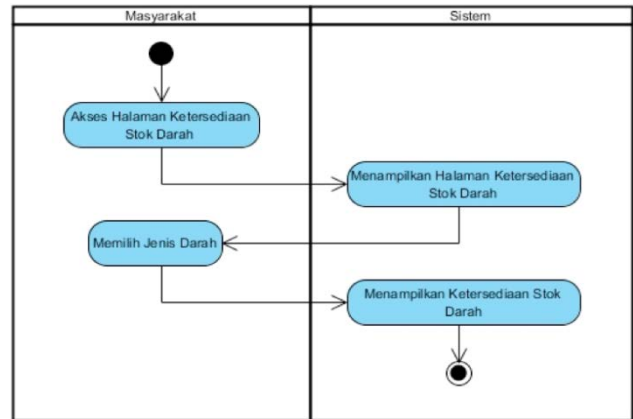 Masyarakat
Sistem
Akses Halaman Ketersediaan
Stok Darah
Menampilkan Halaman Ketersediaan
Stok Darah
Memilih Jenis Darah
Menampilkan Ketersediaan Stok
Darah